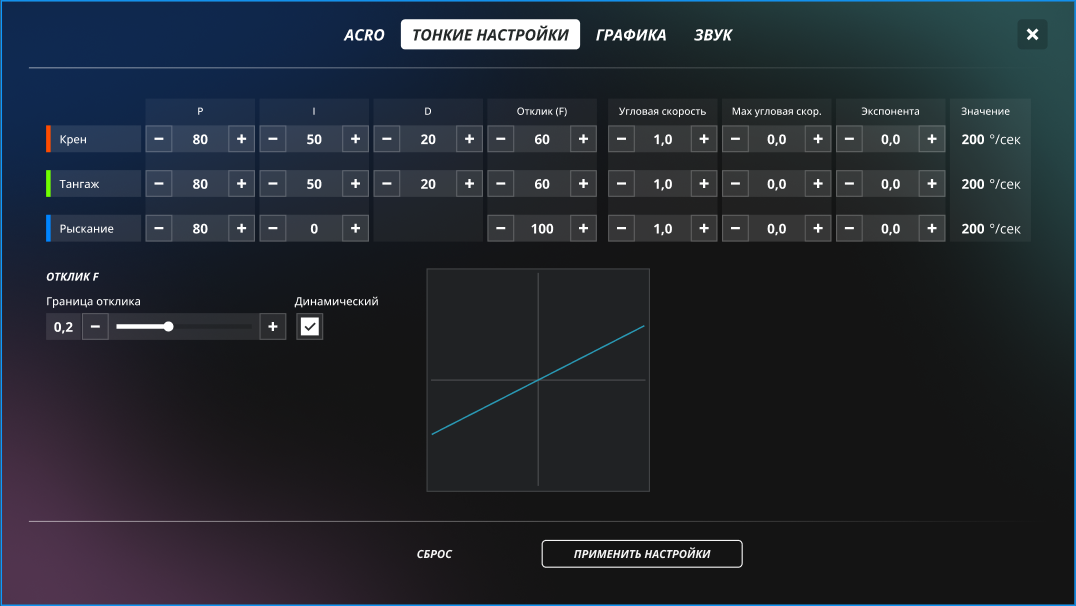 ACRO ТОНКИЕ НАСТРОЙКИ ГРАФИКА ЗВУК
P I D Отклик (F) Угловая скорость Мах угловая скор. Экспонента Значение
Крен − 80 + − 50 + − 20 + − 60 + − 1,0 + − 0,0 + − 0,0 + 200 °/сек
Тангаж − 80 + − 50 + − 20 + − 60 + − 1,0 + − 0,0 + − 0,0 + 200 °/сек
Рыскание − 80 + − 0 + − 100 + − 1,0 + − 0,0 + − 0,0 + 200 °/сек
ОТКЛИК F
Граница отклика Динамический
0,2 − +
СБРОС ПРИМЕНИТЬ НАСТРОЙКИ